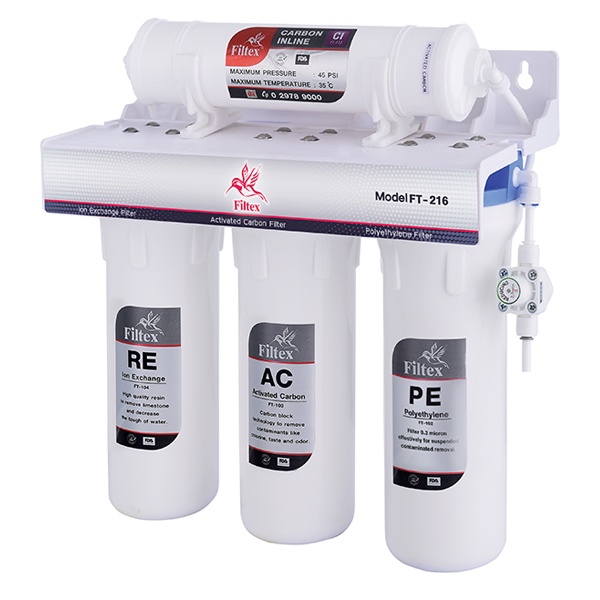 Filtex
CARBON
INLINE
CI
MAXIMUM PRESSURE : 45 PSI
MAXIMUM TEMPERATURE : 35°C
0 2978 9000
FDA
ACTIVATED CARBON
Filtex
Model FT-216
Ion Exchange Filter
Activated Carbon Filter
Polyethylene Filter
Filtex
RE
Ion Exchange
FT-104
High quality resin
to remove limestone
and decrease
the tough of water.
FDA
Filtex
AC
Activated Carbon
FT-103
Carbon block
technology to remove
contaminants like
chlorine, taste and odor.
FDA
Filtex
PE
Polyethylene
FT-102
Filtex 0.3 micron
effectively for suspended
contaminated removal.
FDA